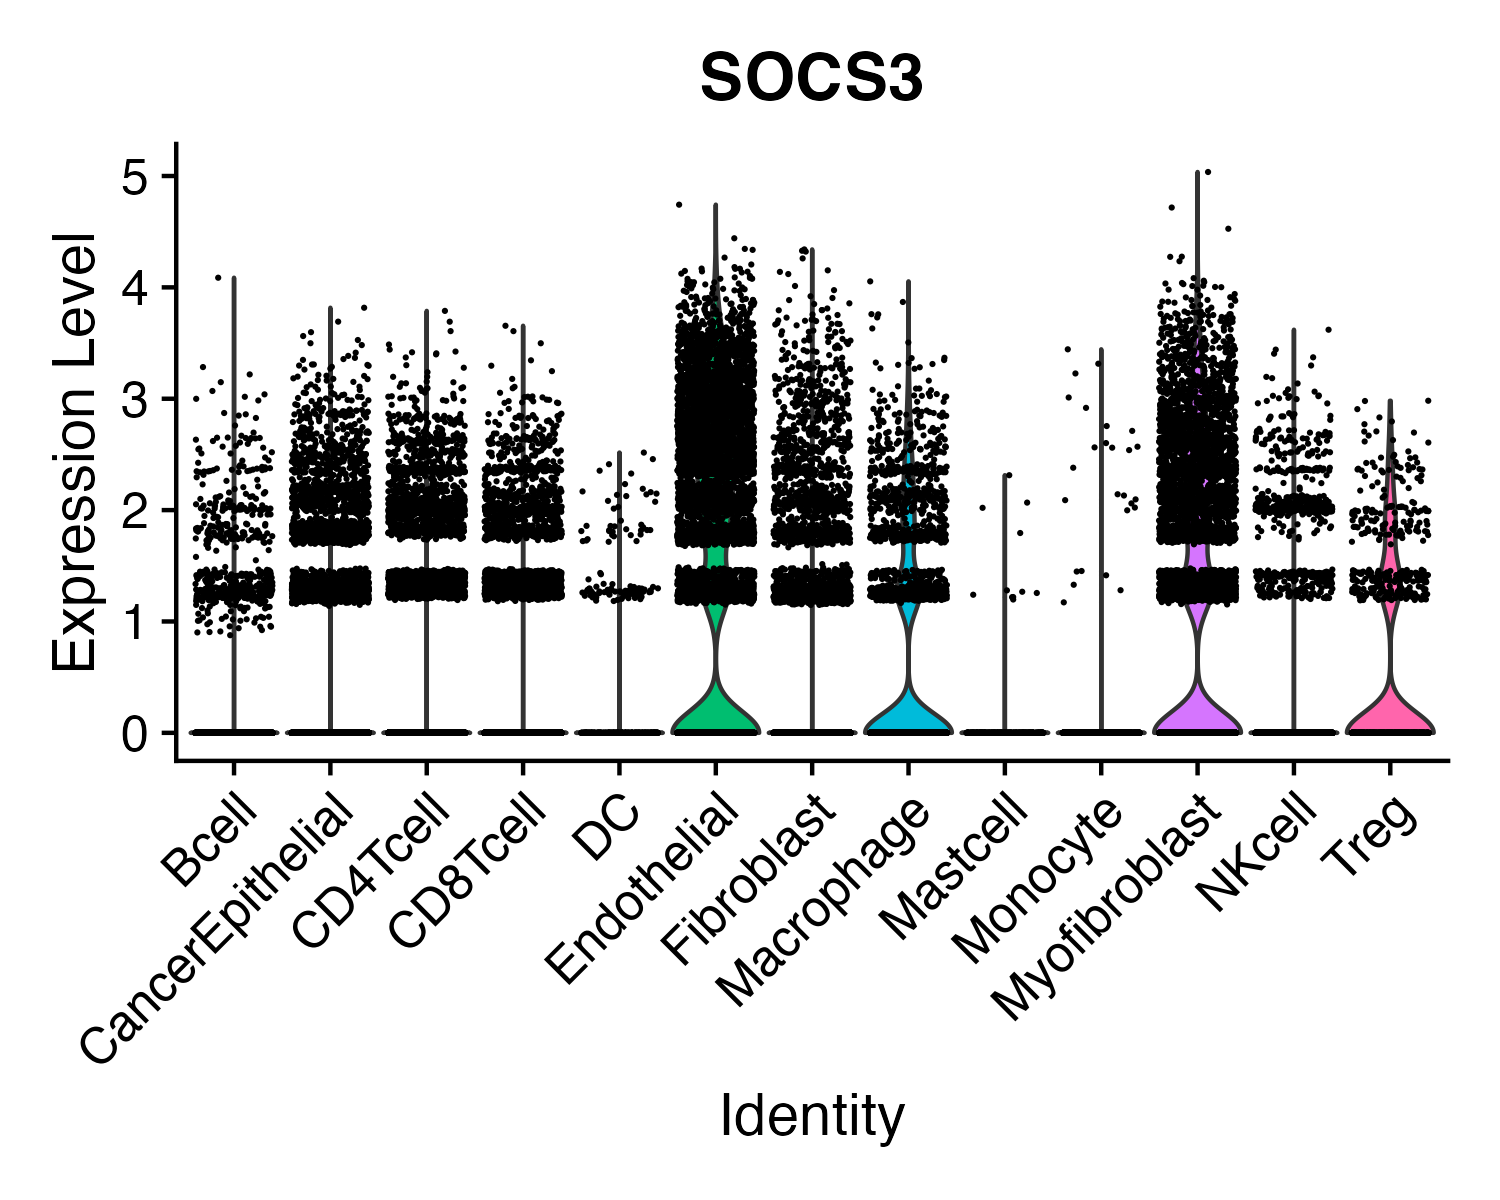 SOCS3
Expression Level
5
4
3
2
1
0
Bcell
CancerEpithelial
CD4Tcell
CD8Tcell
DC
Endothelial
Fibroblast
Macrophage
Mastcell
Monocyte
Myofibroblast
NKcell
Treg
Identity